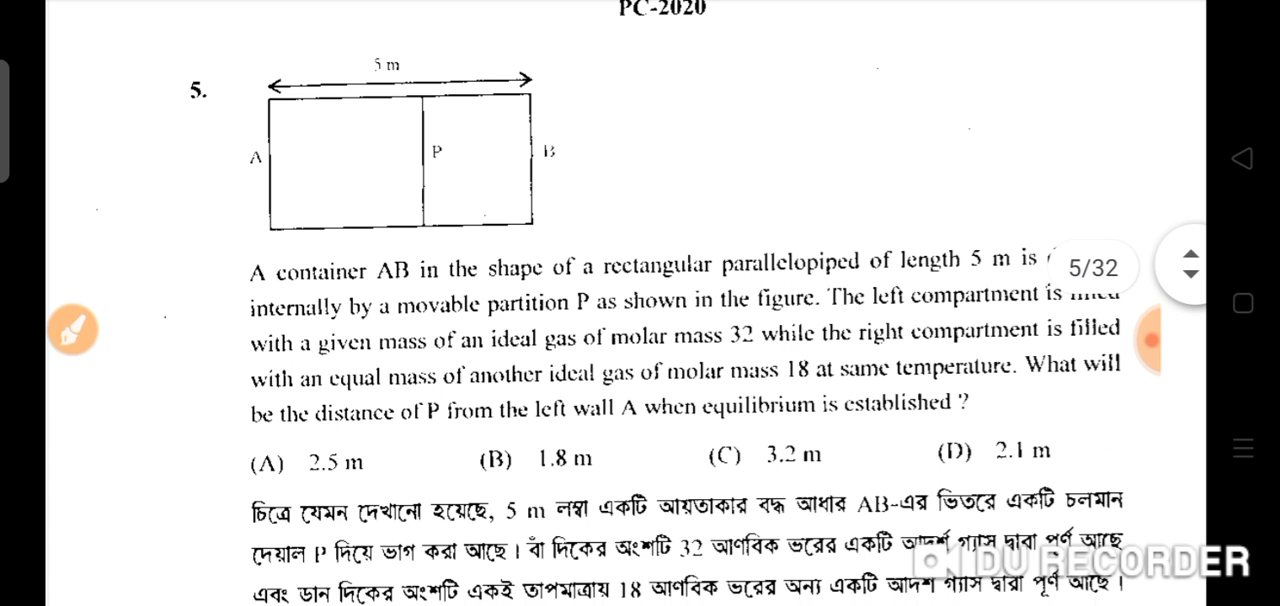 PC-2020
5 m
5.
A
P
B
A container AB in the shape of a rectangular parallelopiped of length 5 m is
5/32
internally by a movable partition P as shown in the figure. The left compartment is
with a given mass of an ideal gas of molar mass 32 while the right compartment is filled
with an equal mass of another ideal gas of molar mass 18 at same temperature. What will
be the distance of P from the left wall A when equilibrium is established ?
(A) 2.5 m (B) 1.8 m (C) 3.2 m (D) 2.1 m
চিত্রে যেমন দেখানো হয়েছে, 5 m লম্বা একটি আয়তাকার বদ্ধ আধার AB-এর ভিতরে একটি চলমান
দেয়াল P দিয়ে ভাগ করা আছে। বাঁ দিকের অংশটি 32 আণবিক ভরের একটি আদর্শ গ্যাস দ্বারা পূর্ণ আছে
DU RECORDER
এবং ডান দিকের অংশটি একই তাপমাত্রায় 18 আণবিক ভরের অন্য একটি আদর্শ গ্যাস দ্বারা পূর্ণ আছে।